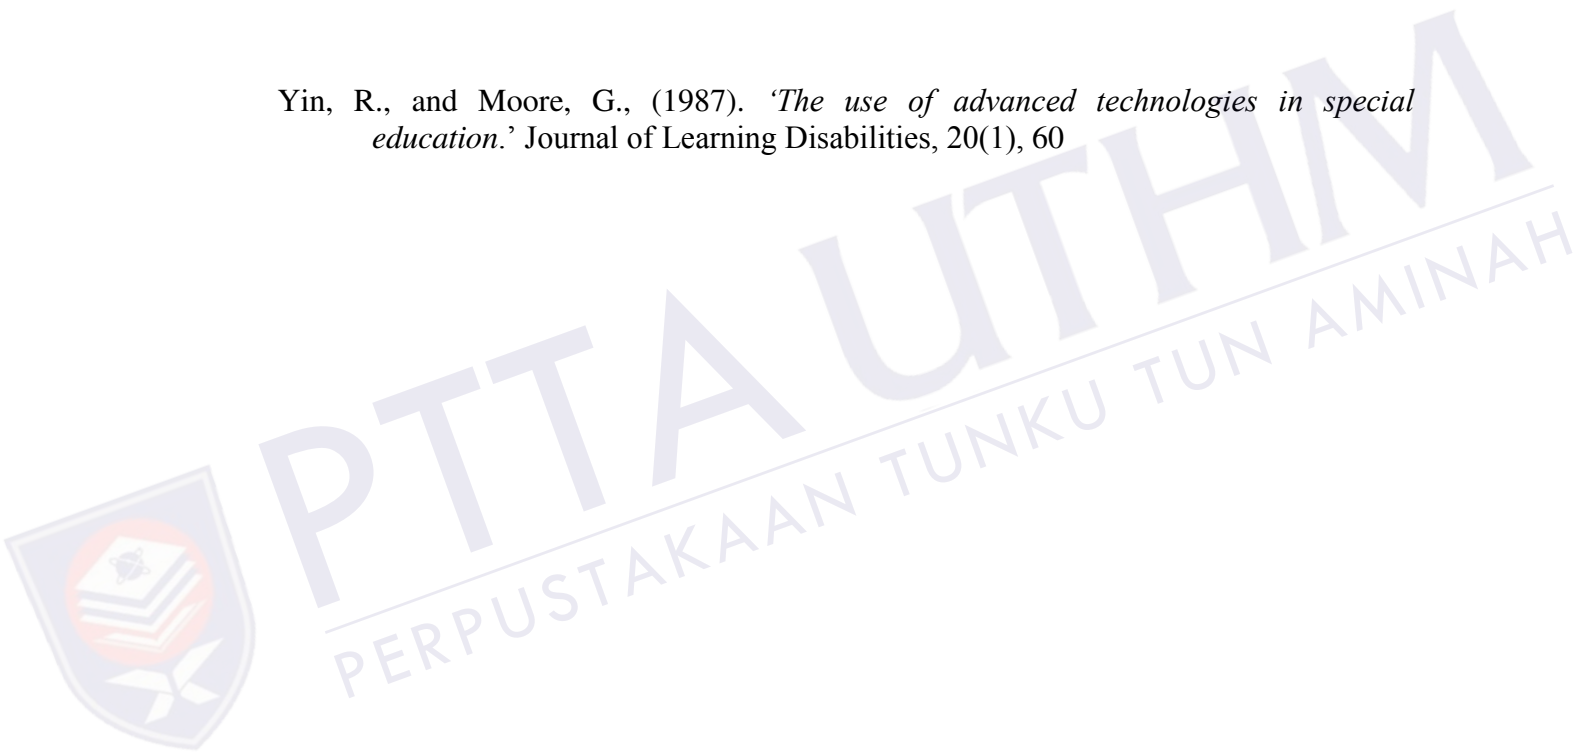 Yin, R., and Moore, G., (1987). ‘The use of advanced technologies in special
education.’ Journal of Learning Disabilities, 20(1), 60
PTTA UTHM
PERPUSTAKAAN TUNKU TUN AMINAH